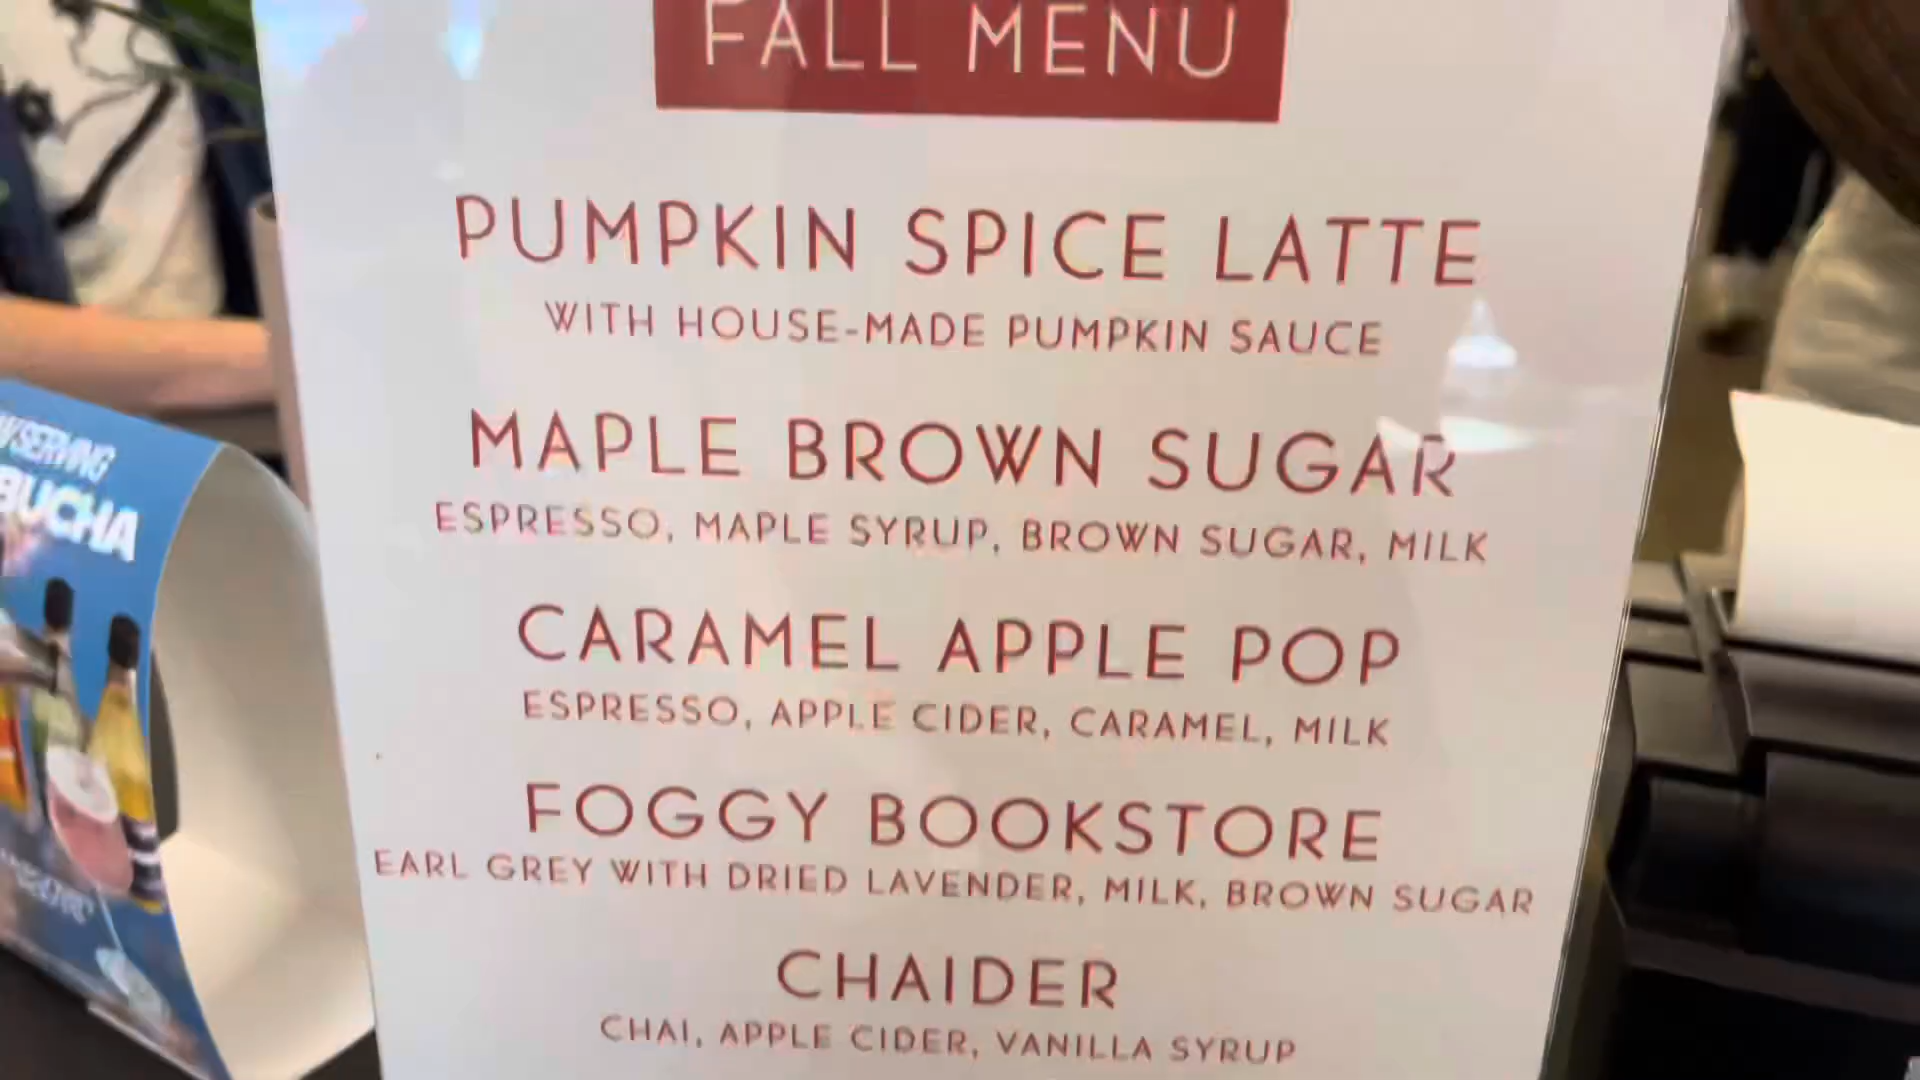 FALL MENU
PUMPKIN SPICE LATTE
WITH HOUSE-MADE PUMPKIN SAUCE
MAPLE BROWN SUGAR
ESPRESSO, MAPLE SYRUP, BROWN SUGAR, MILK
CARAMEL APPLE POP
ESPRESSO, APPLE CIDER, CARAMEL, MILK
FOGGY BOOKSTORE
EARL GREY WITH DRIED LAVENDER, MILK, BROWN SUGAR
CHAIDER
CHAI, APPLE CIDER, VANILLA SYRUP
SERVING
BUCHA